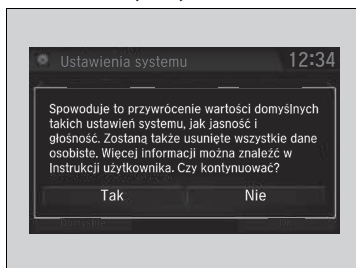 Ustawienia systemu
12:34
Spowoduje to przywrócenie wartości domyślnych
takich ustawień systemu, jak jasność i
głośność. Zostaną także usunięte wszystkie dane
osobiste. Więcej informacji można znaleźć w
Instrukcji użytkownika. Czy kontynuować?
Tak
Nie